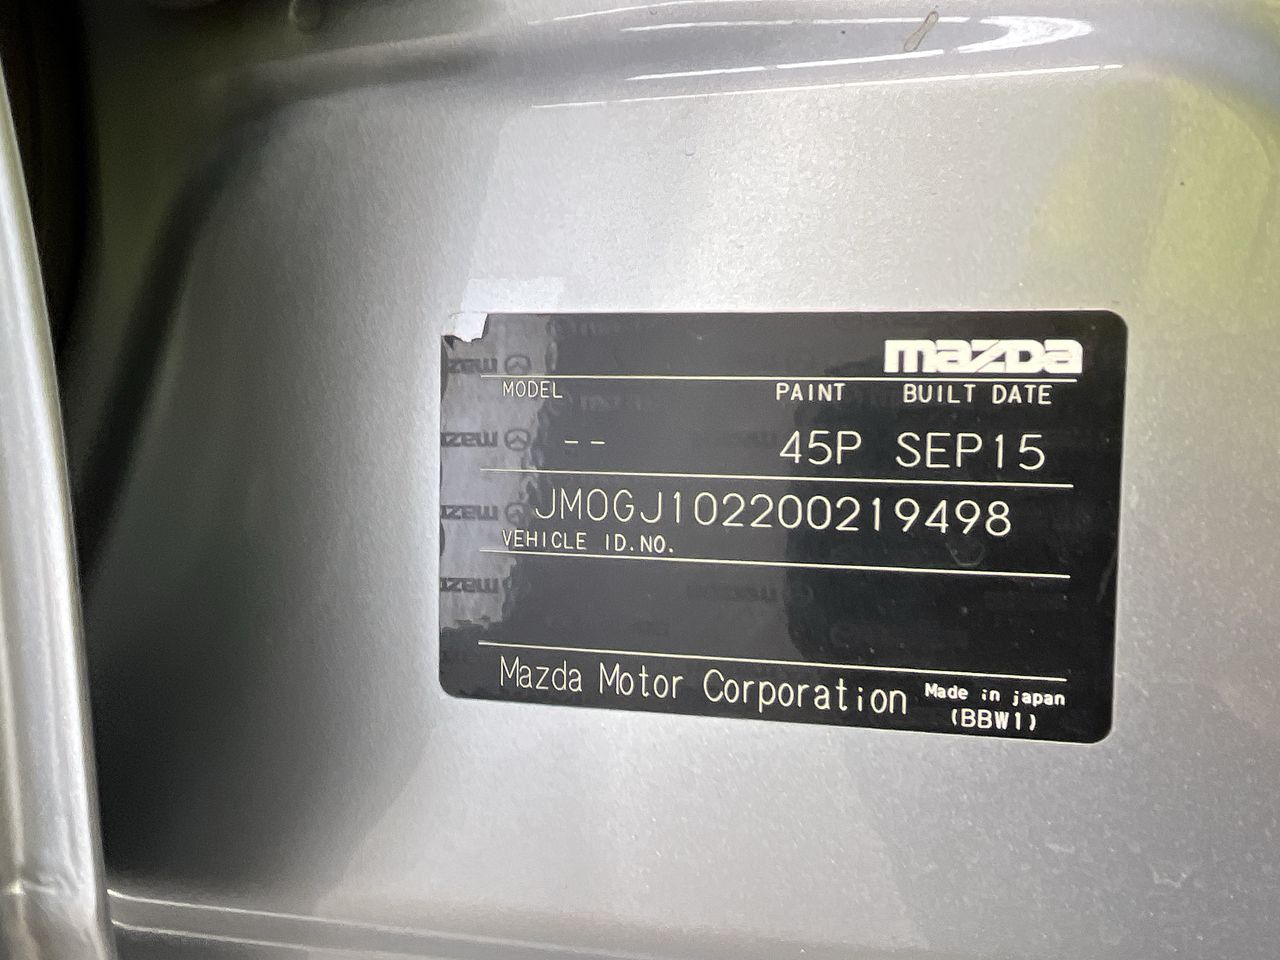 mazda
MODEL PAINT BUILT DATE
-- 45P SEP15
JM0GJ102200219498
VEHICLE ID.NO.
Mazda Motor Corporation Made in japan
(BBW1)